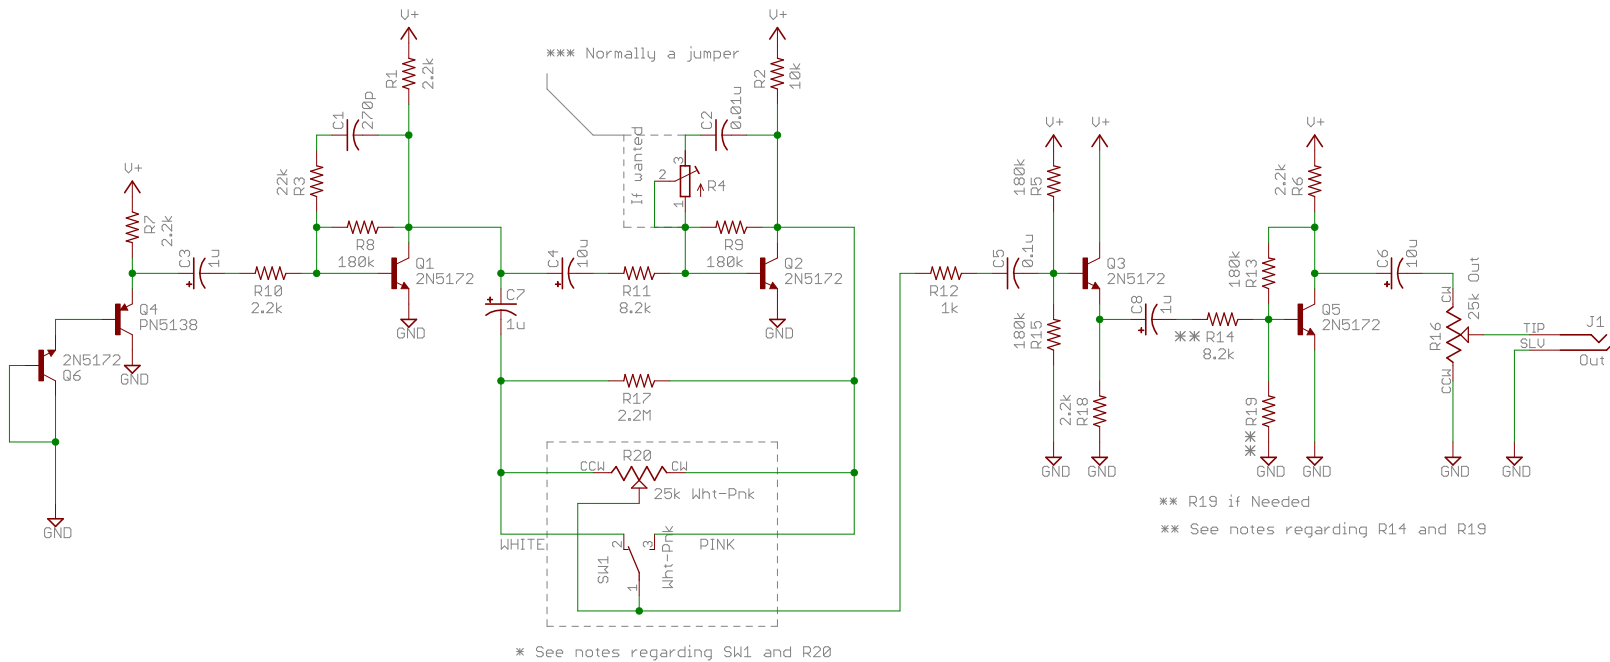 V+
R1
2.2k
C1
270p
22k
R3
R8
180k
Q1
2N5172
GND
V+
R7
2.2k
C3
1u
R10
2.2k
Q4
PN5138
GND
2N5172
Q6
GND
*** Normally a jumper
V+
R2
10k
C2
0.01u
If wanted
3
2
1
R4
R9
180k
Q2
2N5172
GND
C4
10u
R11
8.2k
C7
1u
R17
2.2M
R20
CCW
CW
25k Wht-Pnk
WHITE
PINK
2
3
1
SW1
Wht-Pnk
* See notes regarding SW1 and R20
R12
1k
C5
0.1u
V+
180k
R5
180k
R15
GND
V+
Q3
2N5172
C8
1u
2.2k
R18
GND
** R14
8.2k
V+
2.2k
R6
180k
R13
Q5
2N5172
R19
**
GND
GND
C6
10u
25k Out
CW
R16
CCW
GND
TIP
SLV
J1
Out
GND
** R19 if Needed
** See notes regarding R14 and R19